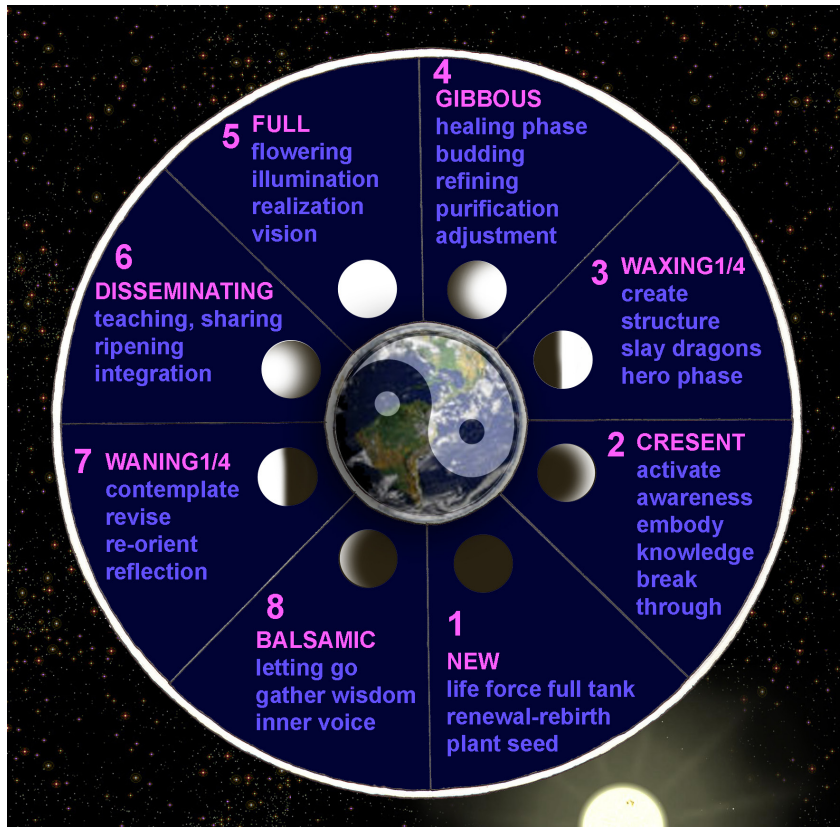 1
NEW
life force full tank
renewal-rebirth
plant seed
2 CRESENT
activate
awareness
embody
knowledge
break
through
3 WAXING1/4
create
structure
slay dragons
hero phase
4
GIBBOUS
healing phase
budding
refining
purification
adjustment
5 FULL
flowering
illumination
realization
vision
6
DISSEMINATING
teaching, sharing
ripening
integration
7 WANING1/4
contemplate
revise
re-orient
reflection
8
BALSAMIC
letting go
gather wisdom
inner voice